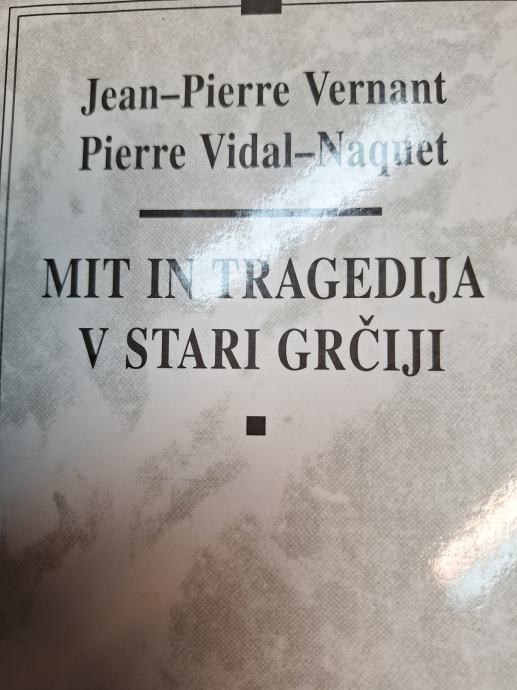 Jean–Pierre Vernant
Pierre Vidal–Naquet
MIT IN TRAGEDIJA
V STARI GRČIJI